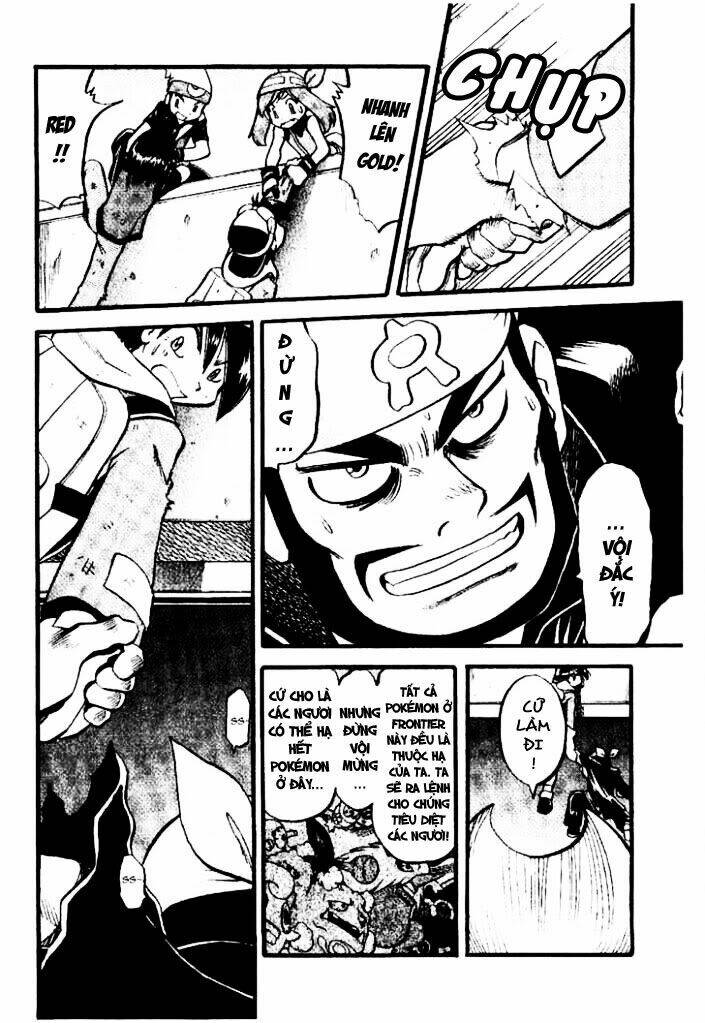 CHỤP
NHANH
LÊN
GOLD!
RED
!!
ĐỪNG
...
...
VỘI
ĐẮC
Ý!
CỨ
LÀM
ĐI
!
TẤT CẢ
POKÉMON Ở
FRONTIER
NÀY ĐỀU LÀ
THUỘC HẠ
CỦA TA. TA
SẼ RA LỆNH
CHO CHÚNG
TIÊU DIỆT
CÁC NGƯƠI!
NHƯNG
ĐỪNG
VỘI
MỪNG
...
CỨ CHO LÀ
CÁC NGƯƠI
CÓ THỂ HẠ
HẾT
POKÉMON
Ở ĐÂY...
SS...
SS...